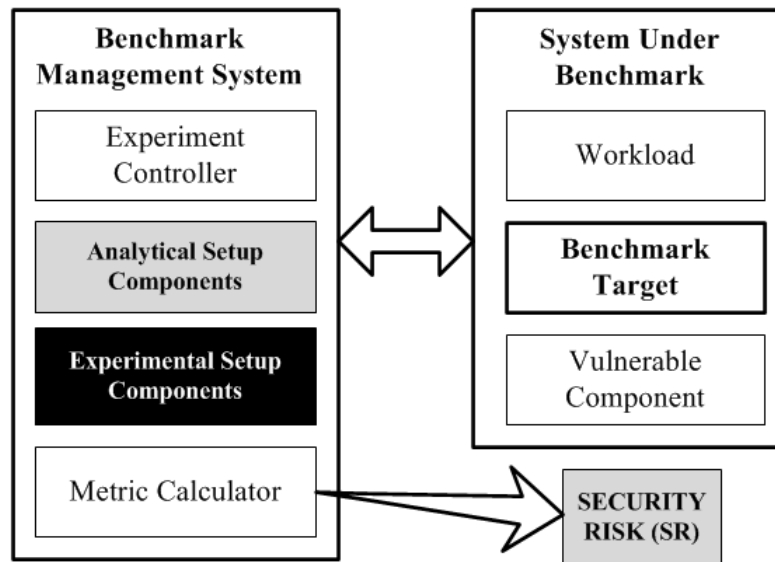 Benchmark
Management System
Experiment
Controller
Analytical Setup
Components
Experimental Setup
Components
Metric Calculator
System Under
Benchmark
Workload
Benchmark
Target
Vulnerable
Component
SECURITY
RISK (SR)